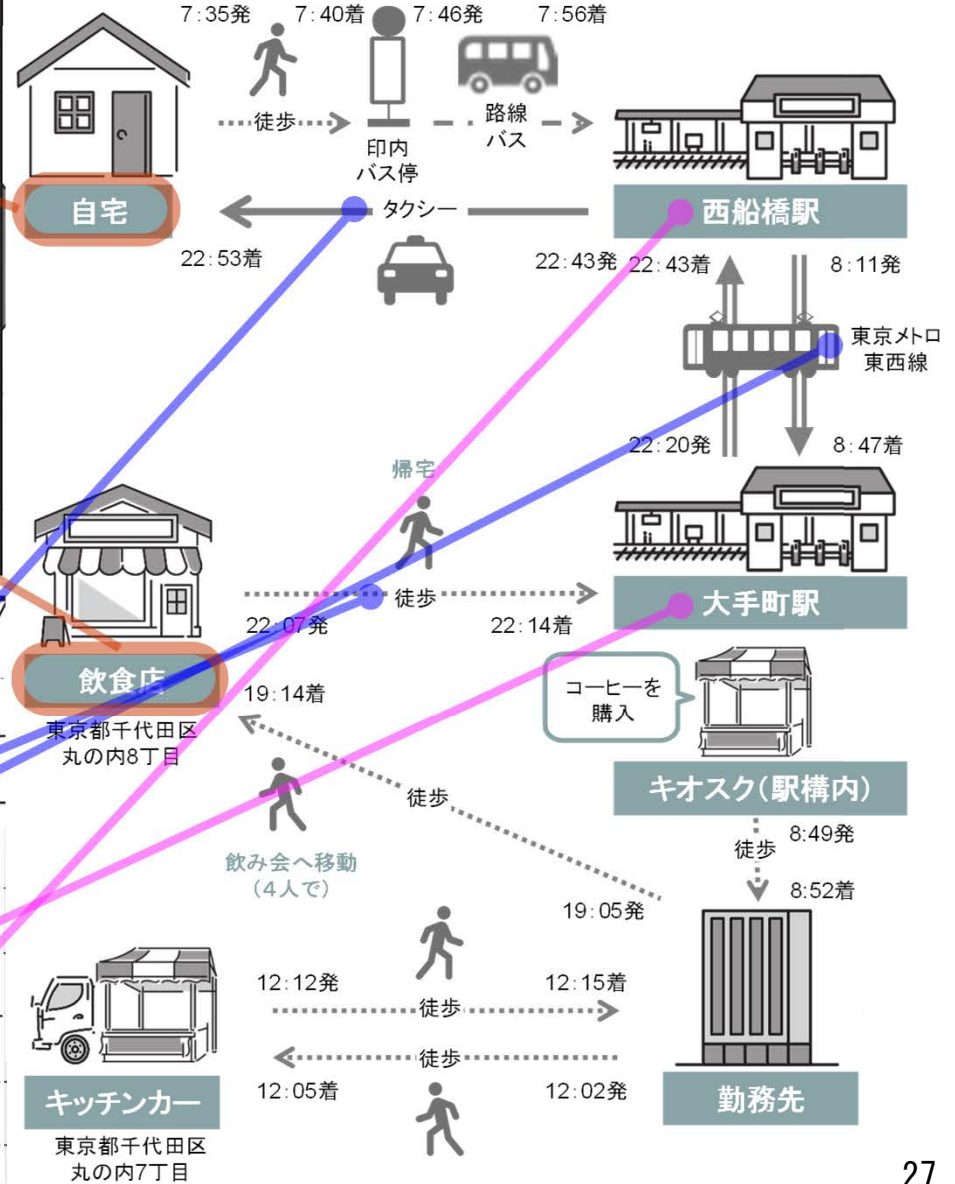 7:35発
7:40着
7:46発
7:56着
徒歩
印内
バス停
路線
バス
自宅
タクシー
西船橋駅
22:53着
22:43発
22:43着
8:11発
東京メトロ
東西線
22:20発
8:47着
帰宅
徒歩
大手町駅
22:07発
22:14着
飲食店
東京都千代田区
丸の内8丁目
19:14着
コーヒーを
購入
キオスク(駅構内)
徒歩
8:49発
徒歩
飲み会へ移動
(4人で)
8:52着
19:05発
12:12発
12:15着
徒歩
徒歩
12:05着
12:02発
キッチンカー
勤務先
東京都千代田区
丸の内7丁目
27